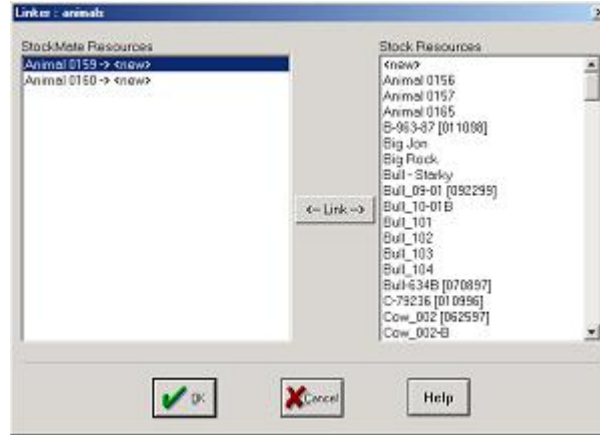 Linker : animals
StockMate Resources
Animal 0159 -> <new>
Animal 0160 -> <new>
<-- Link -->
Stock Resources
<new>
Animal 0156
Animal 0157
Animal 0165
B-963-87 [011098]
Big Jon
Big Rock
Bull - Starky
Bull_09-01 [092299]
Bull_10-01B
Bull_101
Bull_102
Bull_103
Bull_104
Bull-634B [070897]
C-79236 [010996]
Cow_002 [062597]
Cow_002-B
OK
Cancel
Help